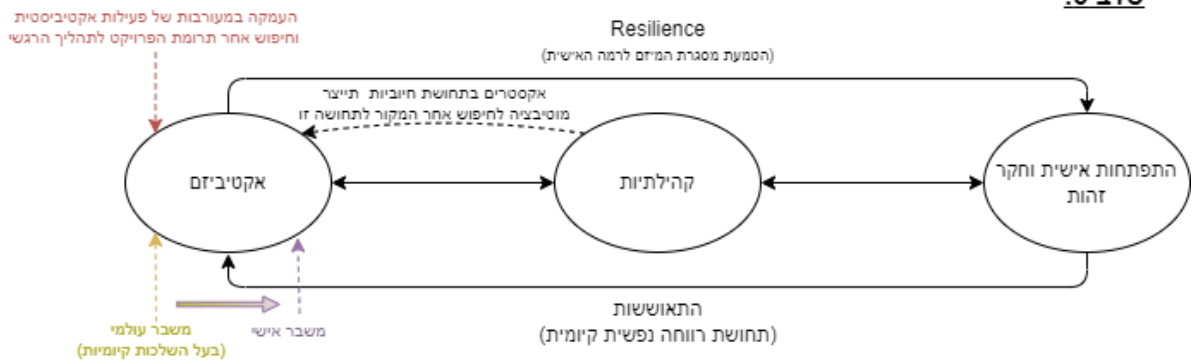 העמקה במעורבות של פעילות אקטיביסטית
וחיפוש אחר תרומת הפרויקט לתהליך הרגשי
Resilience
(הטמעת מסגרת המיזם לרמה האישית)
אקסטרים בתחושת חיוביות תייצר
מוטיבציה לחיפוש אחר המקור לתחושה זו
אקטיביזם
קהילתיות
התפתחות אישית וחקר
זהות
התאוששות
(תחושת רווחה נפשית קיומית)
משבר אישי
משבר עולמי
(בעל השלכות קיומיות)